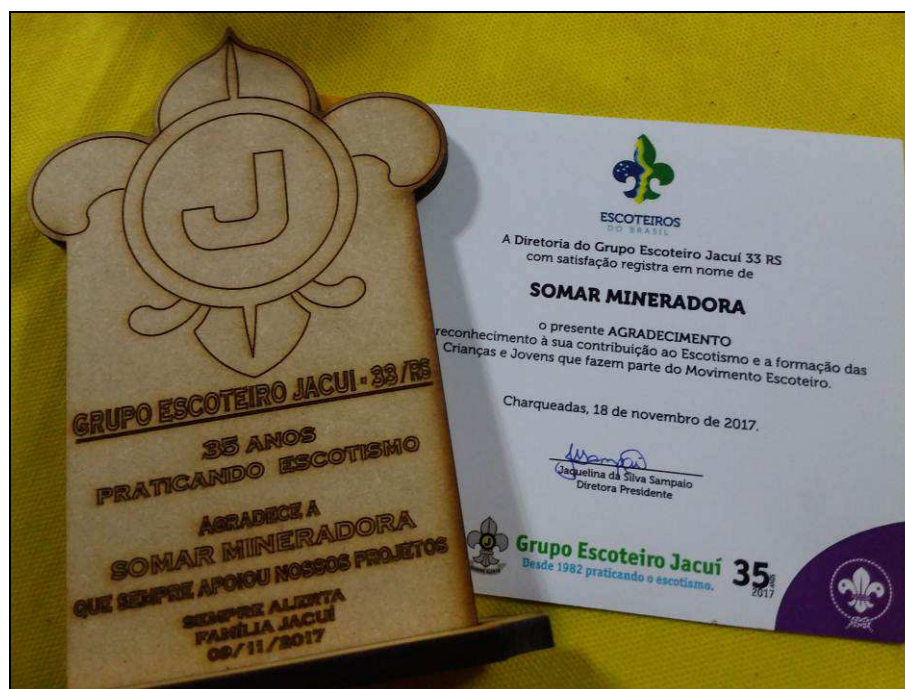 J
GRUPO ESCOTEIRO JACUI - 33/RS
35 ANOS
PRATICANDO ESCOTISMO
AGRADECE A
SOMAR MINERADORA
QUE SEMPRE APOIOU NOSSOS PROJETOS
SEMPRE ALERTA
FAMÍLIA JACUÍ
09/11/2017
ESCOTEIROS
DO BRASIL
A Diretoria do Grupo Escoteiro Jacuí 33 RS
com satisfação registra em nome de
SOMAR MINERADORA
o presente AGRADECIMENTO
reconhecimento à sua contribuição ao Escotismo e a formação das
Crianças e Jovens que fazem parte do Movimento Escoteiro.
Charqueadas, 18 de novembro de 2017.
Jaquelina da Silva Sampaio
Diretora Presidente
Grupo Escoteiro Jacuí
Desde 1982 praticando o escotismo.
35
2017